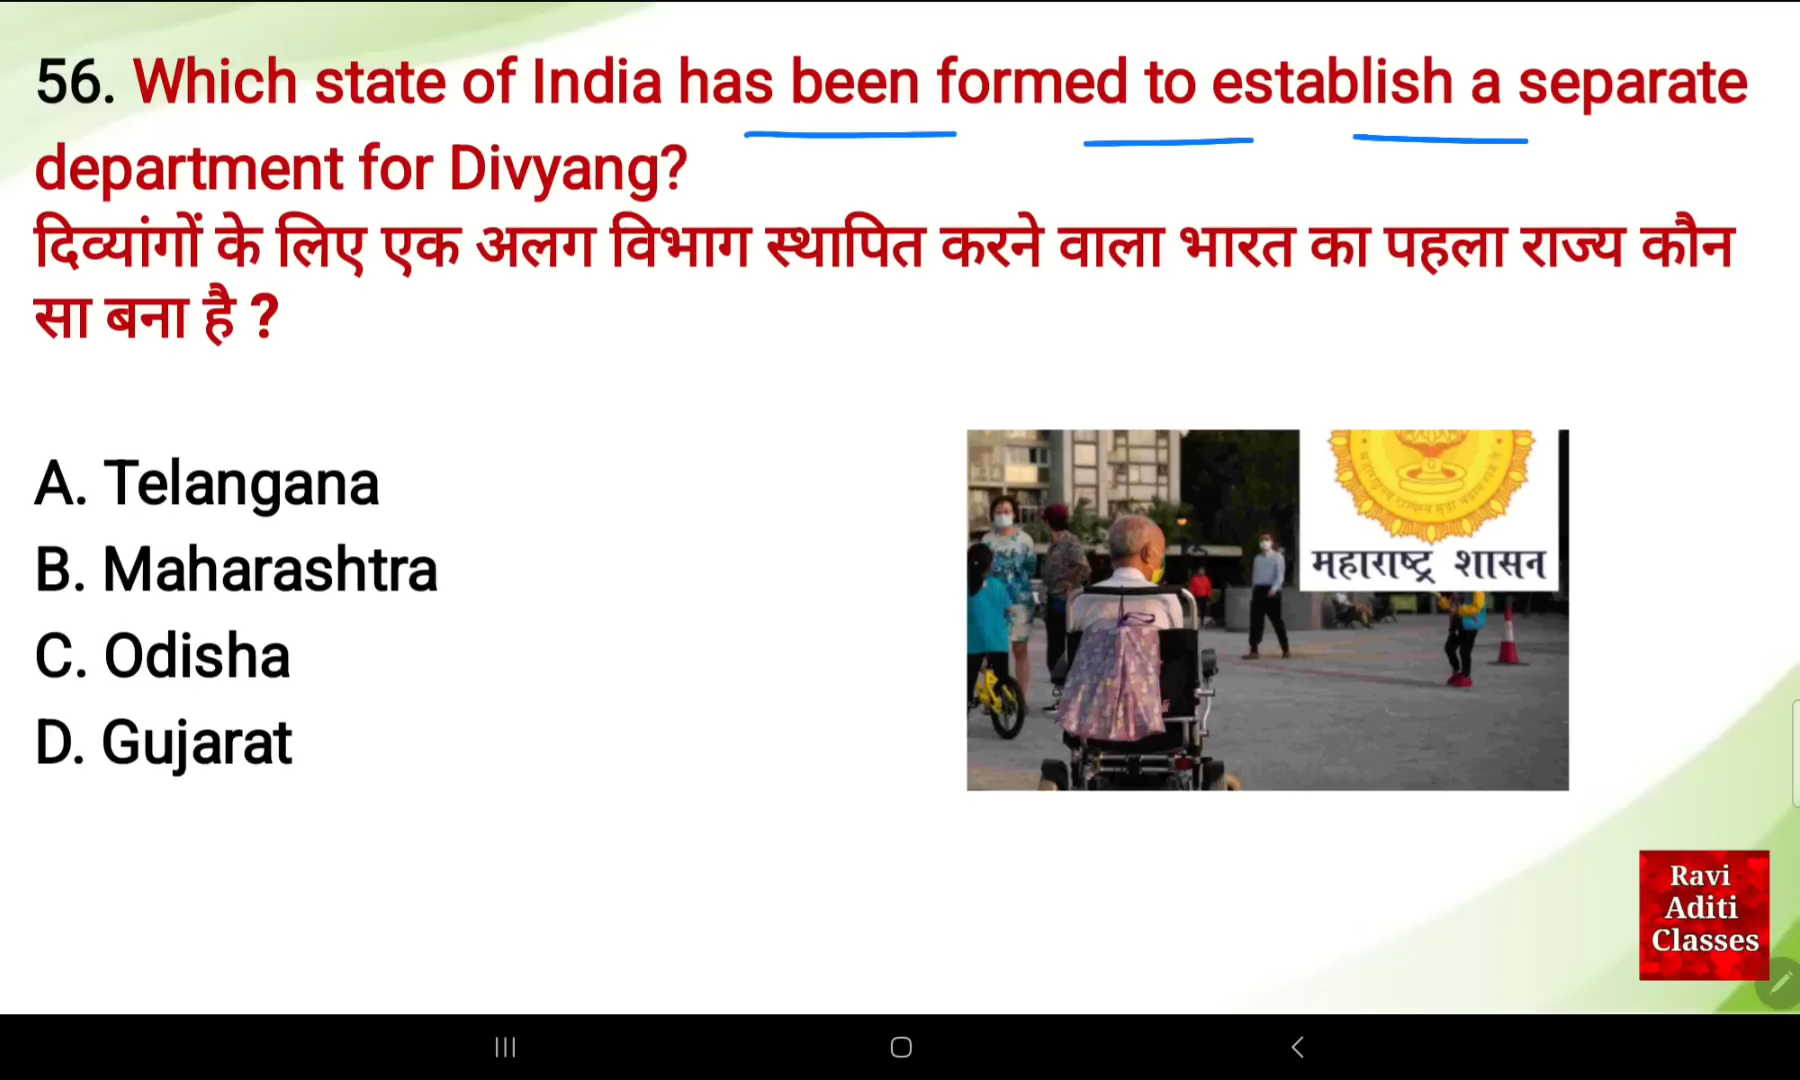 56. Which state of India has been formed to establish a separate
department for Divyang?
दिव्यांगों के लिए एक अलग विभाग स्थापित करने वाला भारत का पहला राज्य कौन
सा बना है ?
A. Telangana
B. Maharashtra
C. Odisha
D. Gujarat
महाराष्ट्र शासन
Ravi
Aditi
Classes